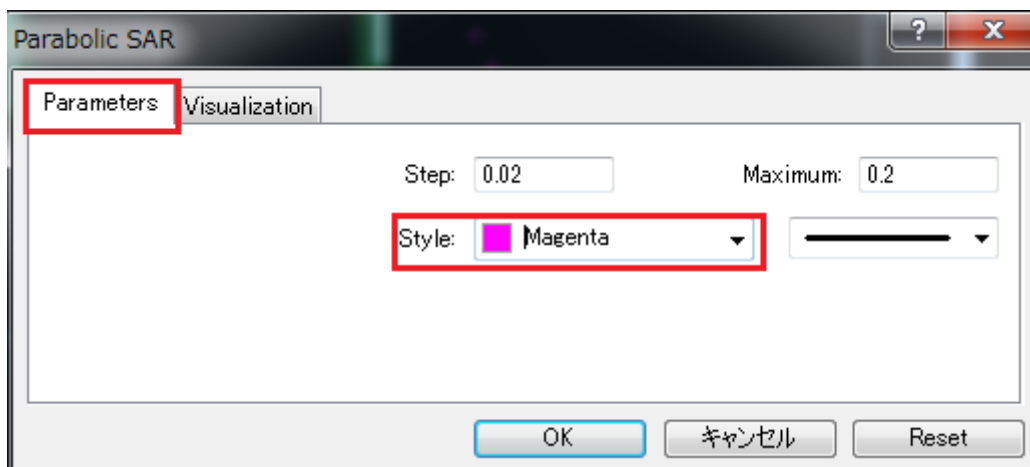 Parabolic SAR
?
X
Parameters Visualization
Step: 0.02 Maximum: 0.2
Style: Magenta
OK キャンセル Reset